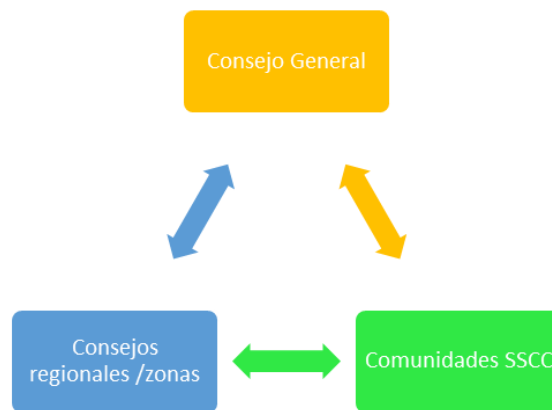 Consejo General
Consejos
regionales /zonas
Comunidades SSCC